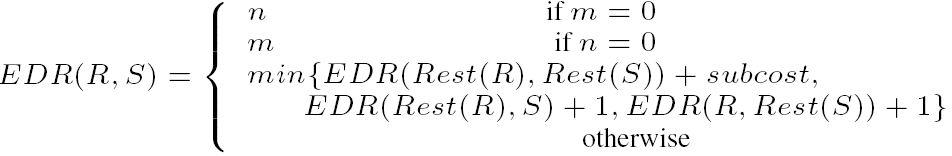 n if m = 0
m if n = 0
EDR(R, S) = { min{EDR(Rest(R), Rest(S)) + subcost,
EDR(Rest(R), S) + 1, EDR(R, Rest(S)) + 1}
otherwise